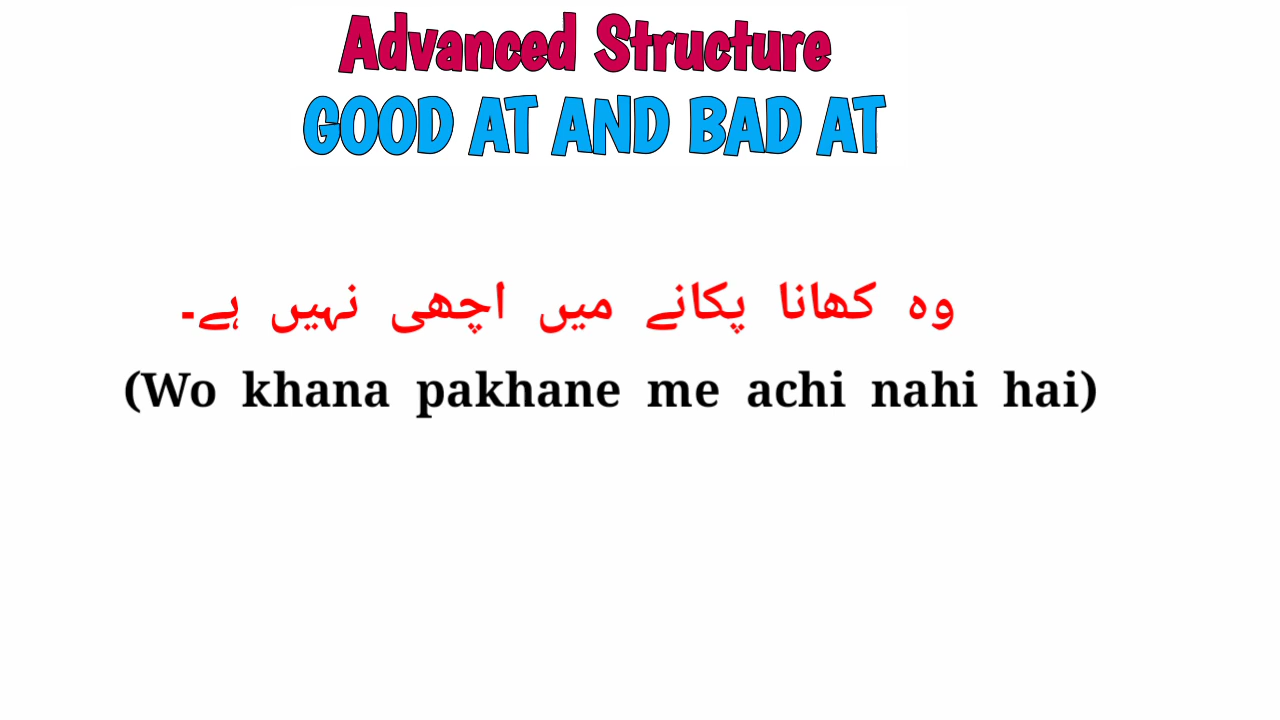 Advanced Structure
GOOD AT AND BAD AT
وہ کھانا پکانے میں اچھی نہیں ہے۔
(Wo khana pakhane me achi nahi hai)